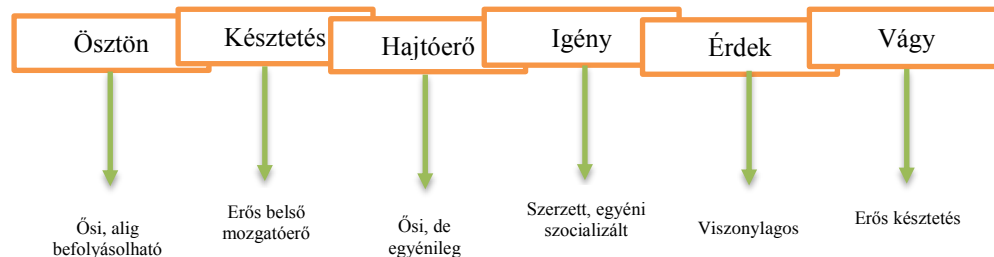 Ösztön
Késztetés
Hajtóerő
Igény
Érdek
Vágy
Ősi, alig
befolyásolható
Erős belső
mozgatóerő
Ősi, de
egyénileg
Szerzett, egyéni
szocializált
Viszonylagos
Erős késztetés